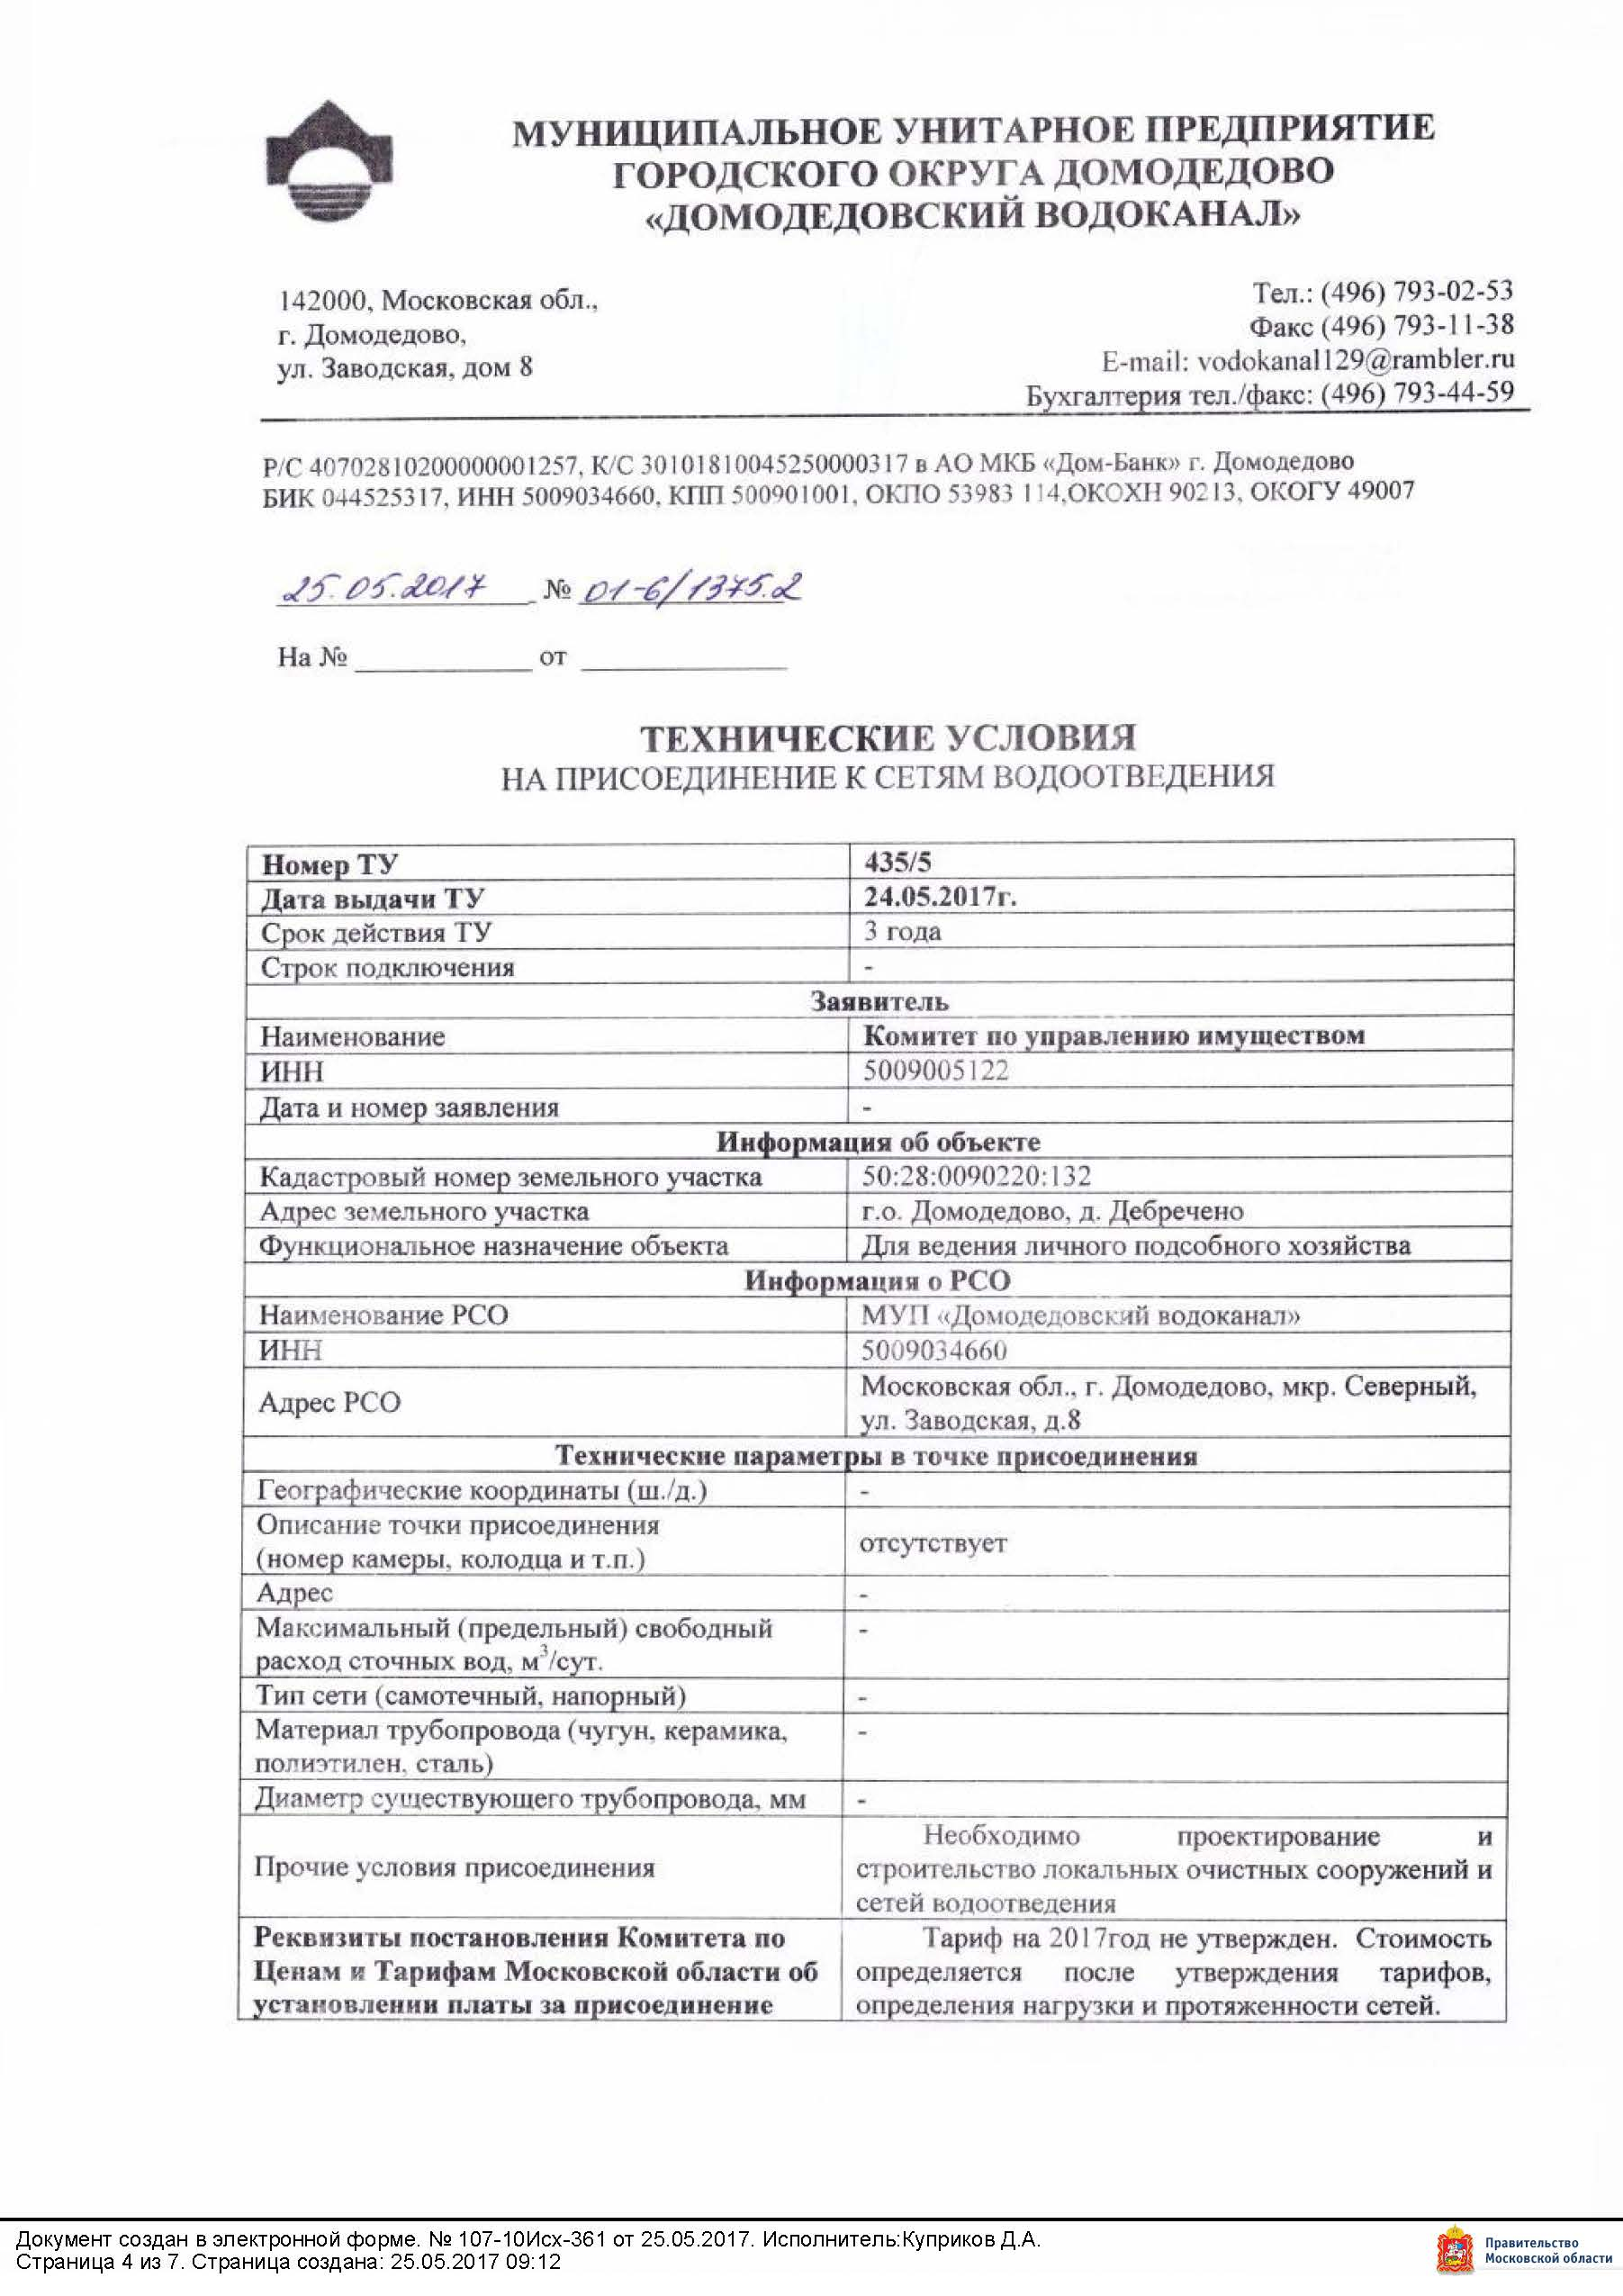 МУНИЦИПАЛЬНОЕ УНИТАРНОЕ ПРЕДПРИЯТИЕ
ГОРОДСКОГО ОКРУГА ДОМОДЕДОВО
«ДОМОДЕДОВСКИЙ ВОДОКАНАЛ»
142000, Московская обл.,
г. Домодедово,
ул. Заводская, дом 8
Тел.: (496) 793-02-53
Факс (496) 793-11-38
E-mail: vodokanal129@rambler.ru
Бухгалтерия тел./факс: (496) 793-44-59
Р/С 40702810200000001257, К/С 30101810045250000317 в АО МКБ «Дом-Банк» г. Домодедово
БИК 044525317, ИНН 5009034660, КПП 500901001, ОКПО 53983 114,ОКОХН 90213, ОКОГУ 49007
25.05.2017 № 01-6/1375.2
На № ____________ от ______________
ТЕХНИЧЕСКИЕ УСЛОВИЯ
НА ПРИСОЕДИНЕНИЕ К СЕТЯМ ВОДООТВЕДЕНИЯ
Номер ТУ 435/5
Дата выдачи ТУ 24.05.2017г.
Срок действия ТУ 3 года
Строк подключения -
Заявитель
Наименование Комитет по управлению имуществом
ИНН 5009005122
Дата и номер заявления -
Информация об объекте
Кадастровый номер земельного участка 50:28:0090220:132
Адрес земельного участка г.о. Домодедово, д. Дебречено
Функциональное назначение объекта Для ведения личного подсобного хозяйства
Информация о РСО
Наименование РСО МУП «Домодедовский водоканал»
ИНН 5009034660
Адрес РСО
Московская обл., г. Домодедово, мкр. Северный,
ул. Заводская, д.8
Технические параметры в точке присоединения
Географические координаты (ш./д.) -
Описание точки присоединения
(номер камеры, колодца и т.п.)
отсутствует
Адрес -
Максимальный (предельный) свободный
расход сточных вод, м³/сут.
-
Тип сети (самотечный, напорный) -
Материал трубопровода (чугун, керамика,
полиэтилен, сталь)
-
Диаметр существующего трубопровода, мм -
Прочие условия присоединения
Необходимо проектирование и
строительство локальных очистных сооружений и
сетей водоотведения
Реквизиты постановления Комитета по
Ценам и Тарифам Московской области об
установлении платы за присоединение
Тариф на 2017год не утвержден. Стоимость
определяется после утверждения тарифов,
определения нагрузки и протяженности сетей.
Документ создан в электронной форме. № 107-10Исх-361 от 25.05.2017. Исполнитель:Куприков Д.А.
Страница 4 из 7. Страница создана: 25.05.2017 09:12
Правительство
Московской области